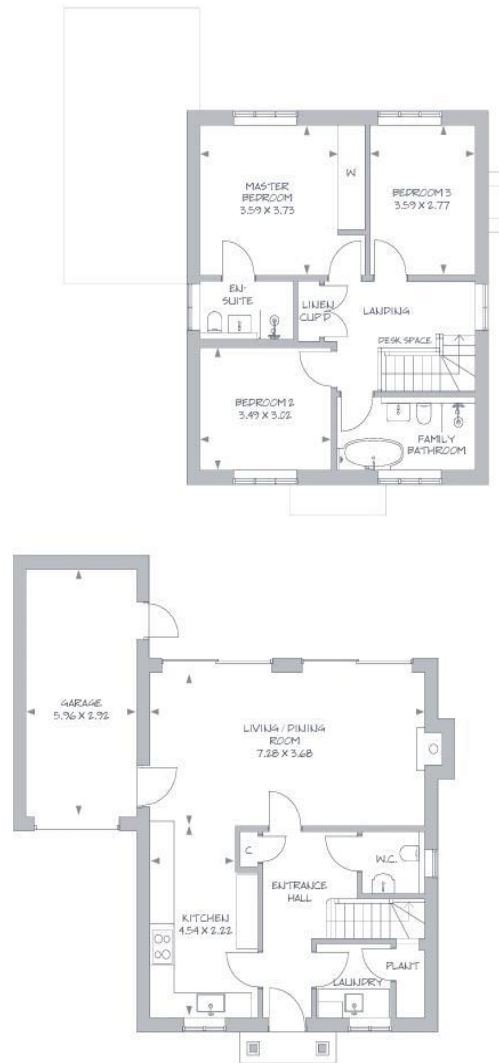 MASTER
BEDROOM
3.59 X 3.73
W
BEDROOM 3
3.59 X 2.77
EN-
SUITE
LINEN
CUP'D
LANDING
DESK SPACE
BEDROOM 2
3.49 X 3.02
FAMILY
BATHROOM
GARAGE
5.96 X 2.92
LIVING / DINING
ROOM
7.28 X 3.68
C
W.C.
ENTRANCE
HALL
KITCHEN
4.54 X 2.22
PLANT
LAUNDRY